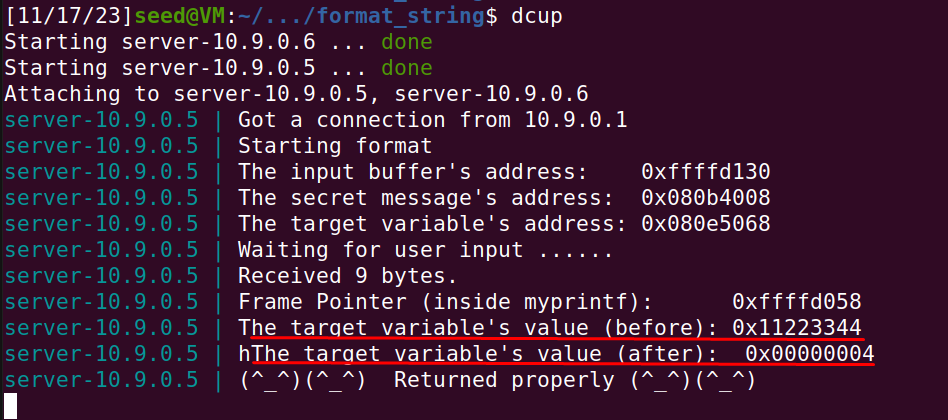 [11/17/23]seed@VM:~/.../format_string$ dcup
Starting server-10.9.0.6 ... done
Starting server-10.9.0.5 ... done
Attaching to server-10.9.0.5, server-10.9.0.6
server-10.9.0.5 | Got a connection from 10.9.0.1
server-10.9.0.5 | Starting format
server-10.9.0.5 | The input buffer's address:    0xffffd130
server-10.9.0.5 | The secret message's address:  0x080b4008
server-10.9.0.5 | The target variable's address: 0x080e5068
server-10.9.0.5 | Waiting for user input ......
server-10.9.0.5 | Received 9 bytes.
server-10.9.0.5 | Frame Pointer (inside myprintf):      0xffffd058
server-10.9.0.5 | The target variable's value (before): 0x11223344
server-10.9.0.5 | hThe target variable's value (after):  0x00000004
server-10.9.0.5 | (^_^)(^_^)  Returned properly (^_^)(^_^)